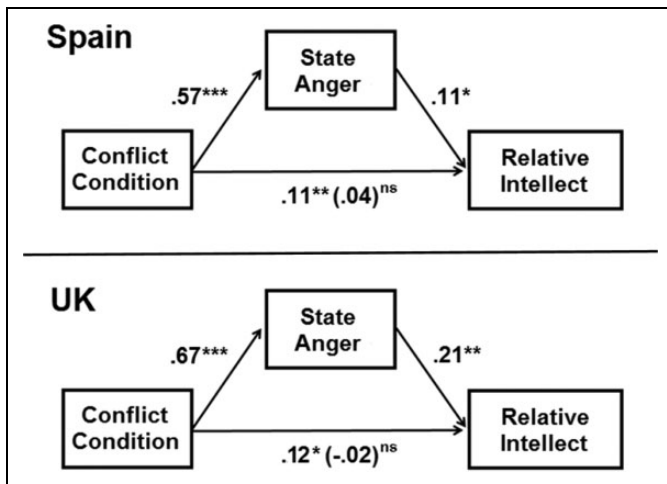 Spain
State
Anger
.57***
.11*
Conflict
Condition
Relative
Intellect
.11** (.04)ns
UK
State
Anger
.67***
.21**
Conflict
Condition
Relative
Intellect
.12* (-.02)ns